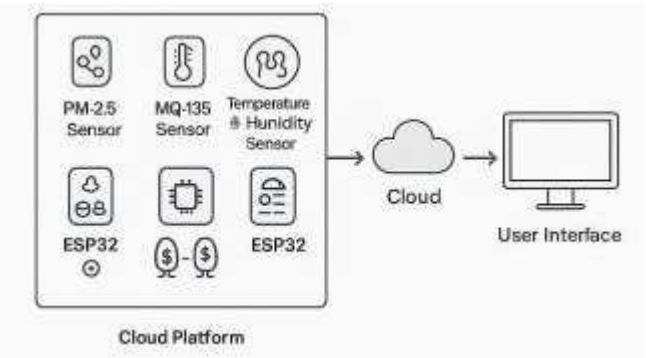 PM-2.5
Sensor
MQ-135
Sensor
Temperature
& Hunidity
Sensor
ESP32
$ - $
ESP32
Cloud
User Interface
Cloud Platform